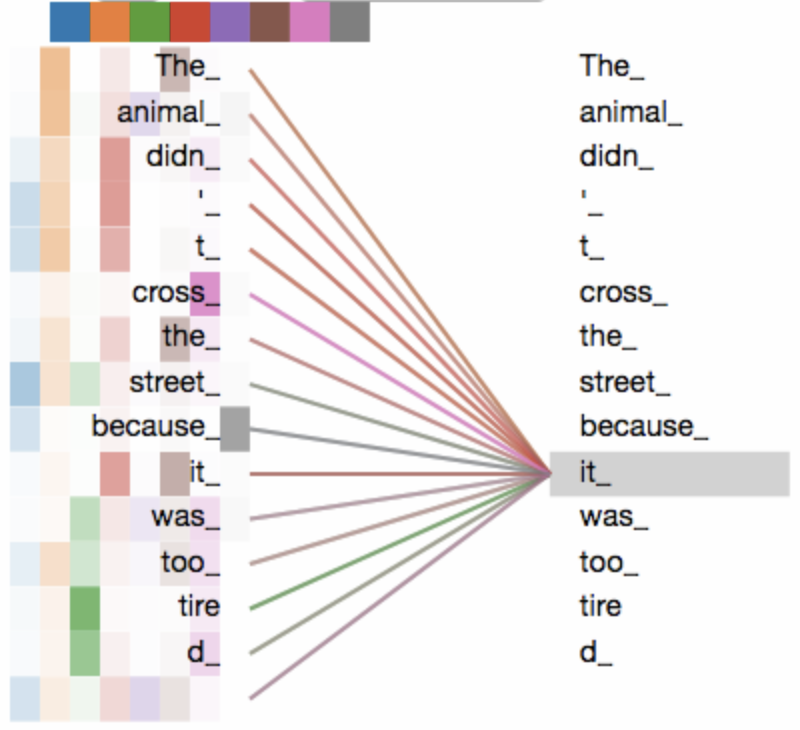 The_ The_
animal_ animal_
didn_ didn_
'_ '_
t_ t_
cross_ cross_
the_ the_
street_ street_
because_ because_
it_ it_
was_ was_
too_ too_
tire tire
d_ d_